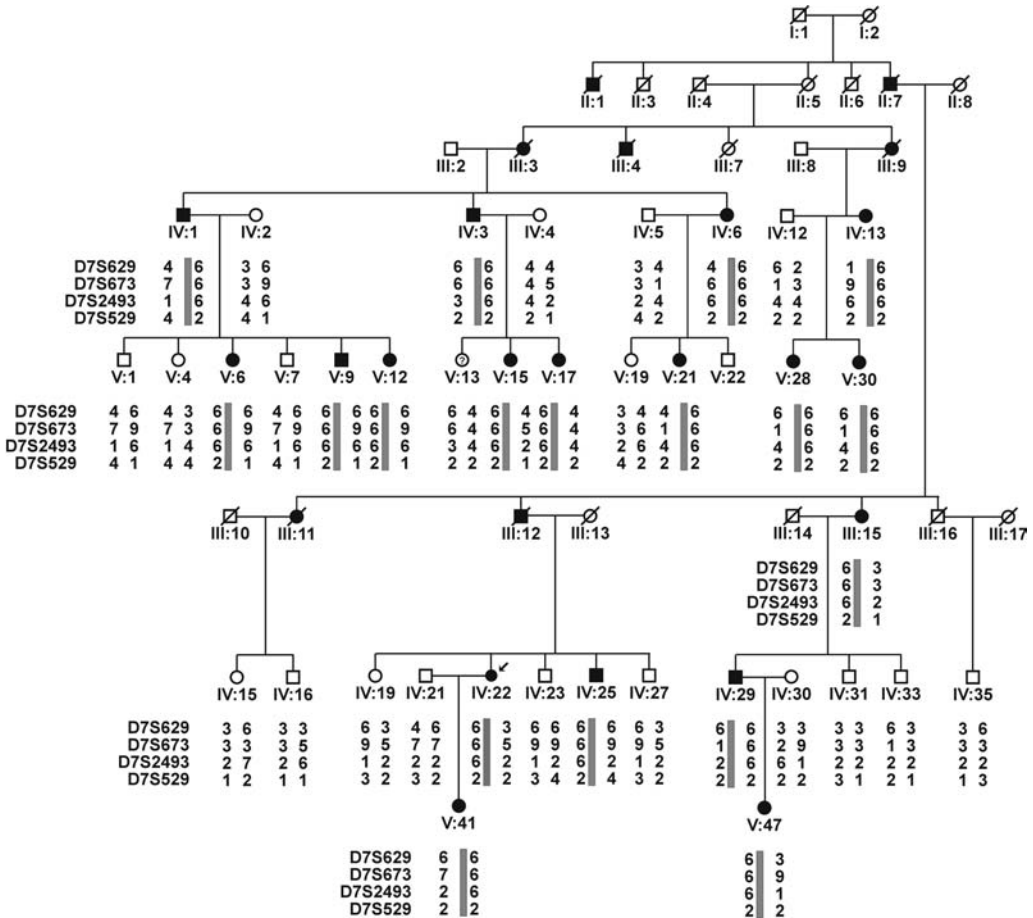 I:1 I:2
II:1 II:3 II:4 II:5 II:6 II:7 II:8
III:2 III:3 III:4 III:7 III:8 III:9
IV:1 IV:2 IV:3 IV:4 IV:5 IV:6 IV:12 IV:13
D7S629 4 6 3 6 6 6 4 4 3 4 4 6 6 2 1 6
D7S673 7 6 3 9 6 6 4 5 3 1 6 6 1 3 9 6
D7S2493 1 6 4 6 3 6 4 2 6 4 6 6 4 4 6 6
D7S529 4 2 4 1 2 2 2 1 4 2 2 2 2 2 2 2
?
V:1 V:4 V:6 V:7 V:9 V:12 V:13 V:15 V:17 V:19 V:21 V:22 V:28 V:30
D7S629 4 6 4 3 6 6 4 6 6 6 6 6 6 4 6 4 6 4 3 4 4 6 6 6 6 6
D7S673 7 9 7 3 6 9 7 9 6 9 6 9 6 4 6 5 6 4 3 6 1 6 1 6 1 6
D7S2493 1 6 1 4 6 6 1 6 6 6 6 6 3 4 6 2 6 4 2 6 4 6 4 6 4 6
D7S529 4 1 4 4 2 1 4 1 2 1 2 1 2 2 2 1 2 2 4 2 2 2 2 2 2 2
III:10 III:11 III:12 III:13 III:14 III:15 III:16 III:17
D7S629 6 3
D7S673 6 3
D7S2493 6 2
D7S529 2 1
IV:15 IV:16 IV:19 IV:21 IV:22 IV:23 IV:25 IV:27 IV:29 IV:30 IV:31 IV:33 IV:35
D7S629 3 6 3 3 6 3 4 6 6 3 6 6 6 6 6 3 6 6 3 3 3 3 6 3 3 6
D7S673 3 3 3 5 9 5 7 7 6 5 9 9 6 9 9 5 1 6 2 9 3 3 1 3 3 3
D7S2493 2 7 2 6 1 2 2 2 6 2 1 2 6 2 1 2 2 6 6 1 2 2 2 2 2 6
D7S529 1 2 1 1 3 2 3 2 2 2 3 4 2 4 3 2 2 2 2 2 3 1 2 1 1 3
V:41 V:47
D7S629 6 6 6 3
D7S673 7 6 6 9
D7S2493 2 6 6 1
D7S529 2 2 2 2